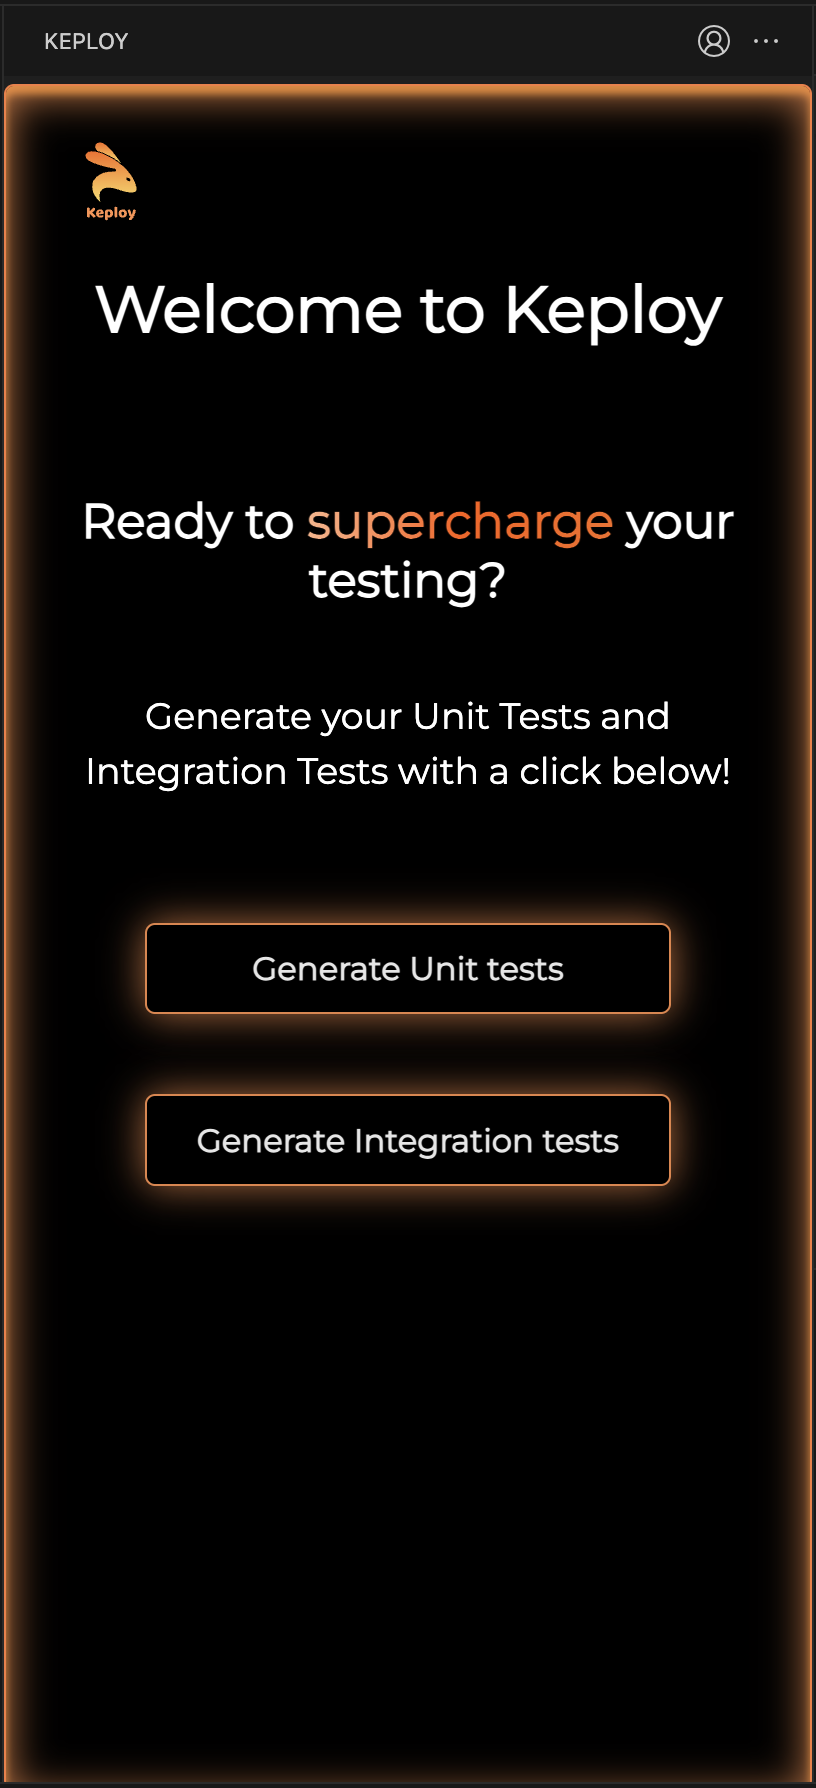 KEPLOY
Keploy
Welcome to Keploy
Ready to supercharge your
testing?
Generate your Unit Tests and
Integration Tests with a click below!
Generate Unit tests
Generate Integration tests